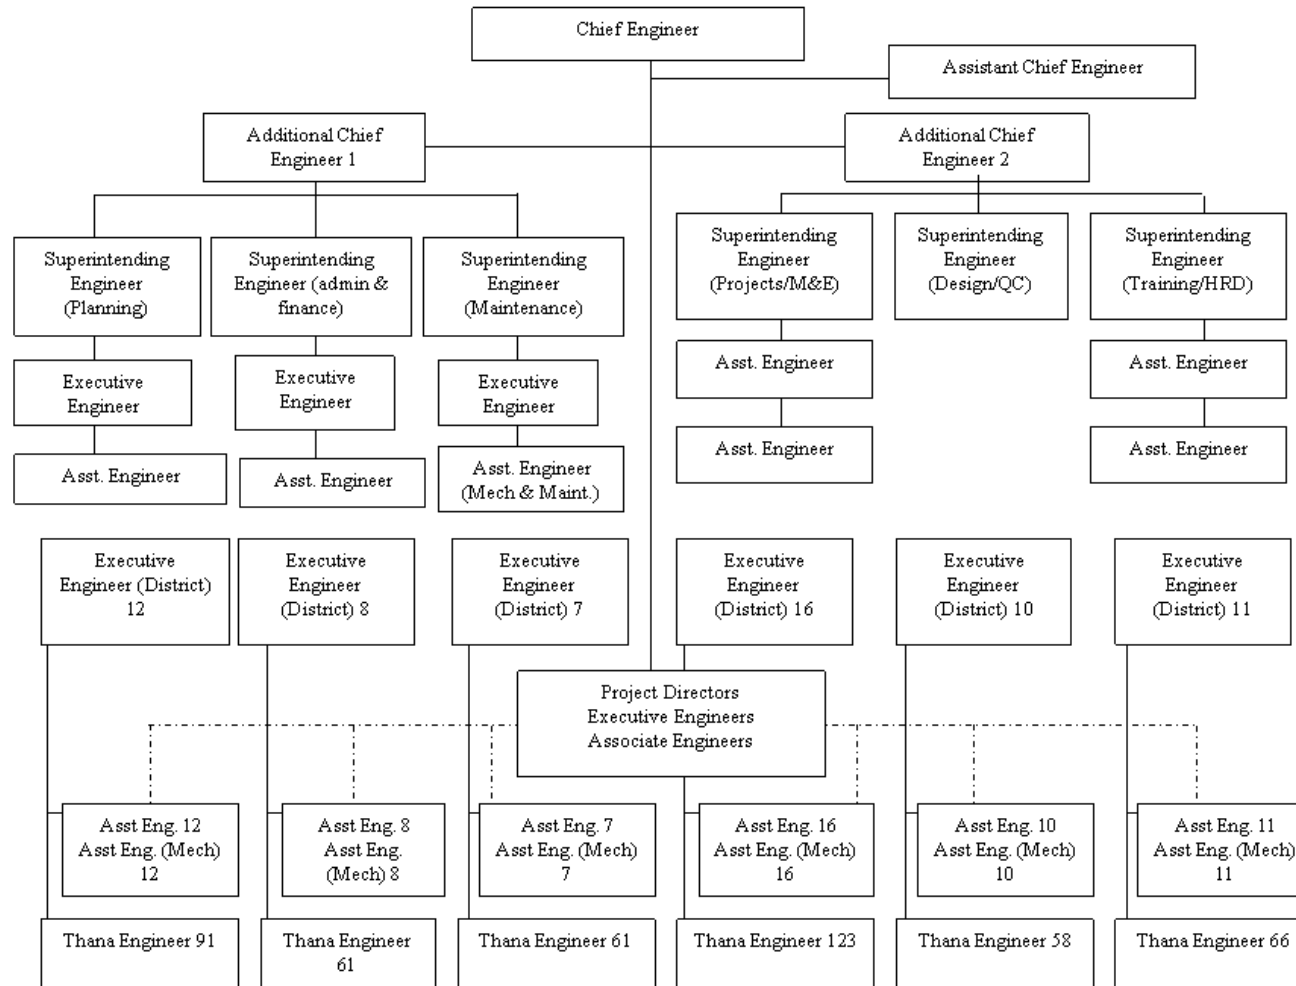 Chief Engineer
Assistant Chief Engineer
Additional Chief
Engineer 1
Additional Chief
Engineer 2
Superintending
Engineer
(Planning)
Superintending
Engineer (admin &
finance)
Superintending
Engineer
(Maintenance)
Superintending
Engineer
(Projects/M&E)
Superintending
Engineer
(Design/QC)
Superintending
Engineer
(Training/HRD)
Executive
Engineer
Executive
Engineer
Executive
Engineer
Asst. Engineer
Asst. Engineer
Asst. Engineer
Asst. Engineer
Asst. Engineer
(Mech & Maint.)
Asst. Engineer
Asst. Engineer
Executive
Engineer (District)
12
Executive
Engineer
(District) 8
Executive
Engineer
(District) 7
Executive
Engineer
(District) 16
Executive
Engineer
(District) 10
Executive
Engineer
(District) 11
Project Directors
Executive Engineers
Associate Engineers
Asst Eng. 12
Asst Eng. (Mech)
12
Asst Eng. 8
Asst Eng.
(Mech) 8
Asst Eng. 7
Asst Eng. (Mech)
7
Asst Eng. 16
Asst Eng. (Mech)
16
Asst Eng. 10
Asst Eng. (Mech)
10
Asst Eng. 11
Asst Eng. (Mech)
11
Thana Engineer 91
Thana Engineer
61
Thana Engineer 61
Thana Engineer 123
Thana Engineer 58
Thana Engineer 66